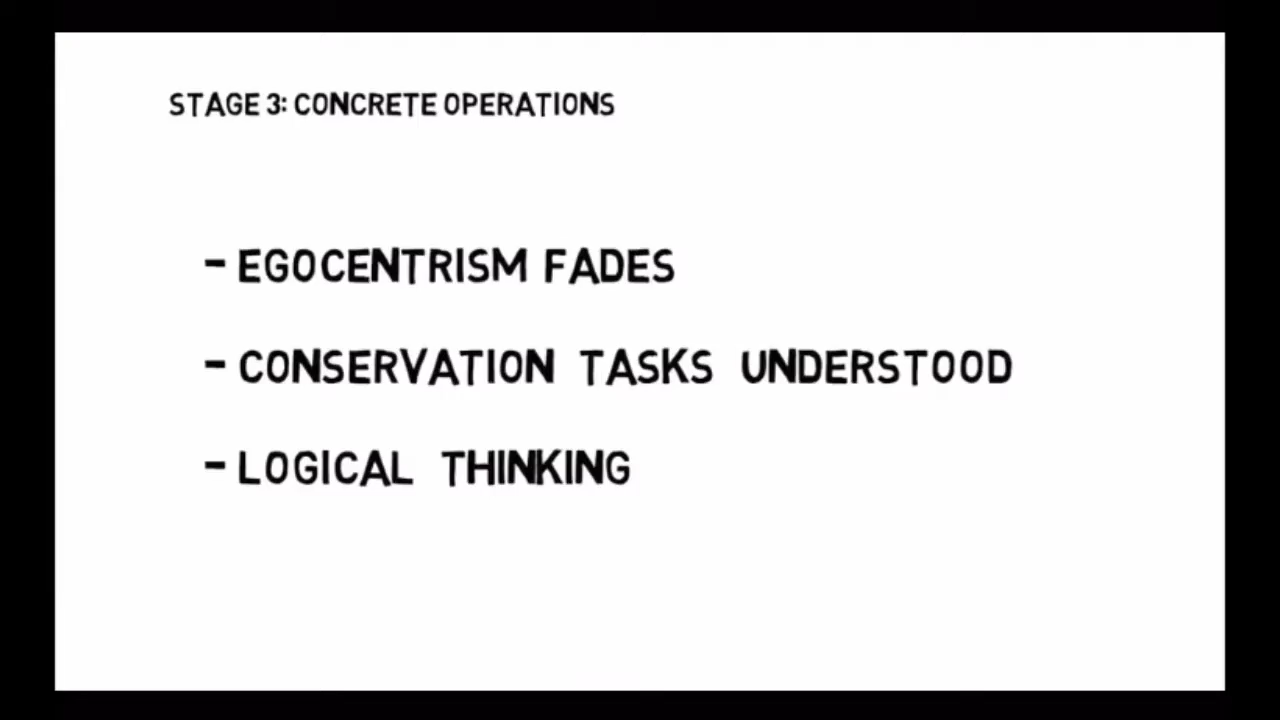 STAGE 3: CONCRETE OPERATIONS
- EGOCENTRISM FADES
- CONSERVATION TASKS UNDERSTOOD
- LOGICAL THINKING